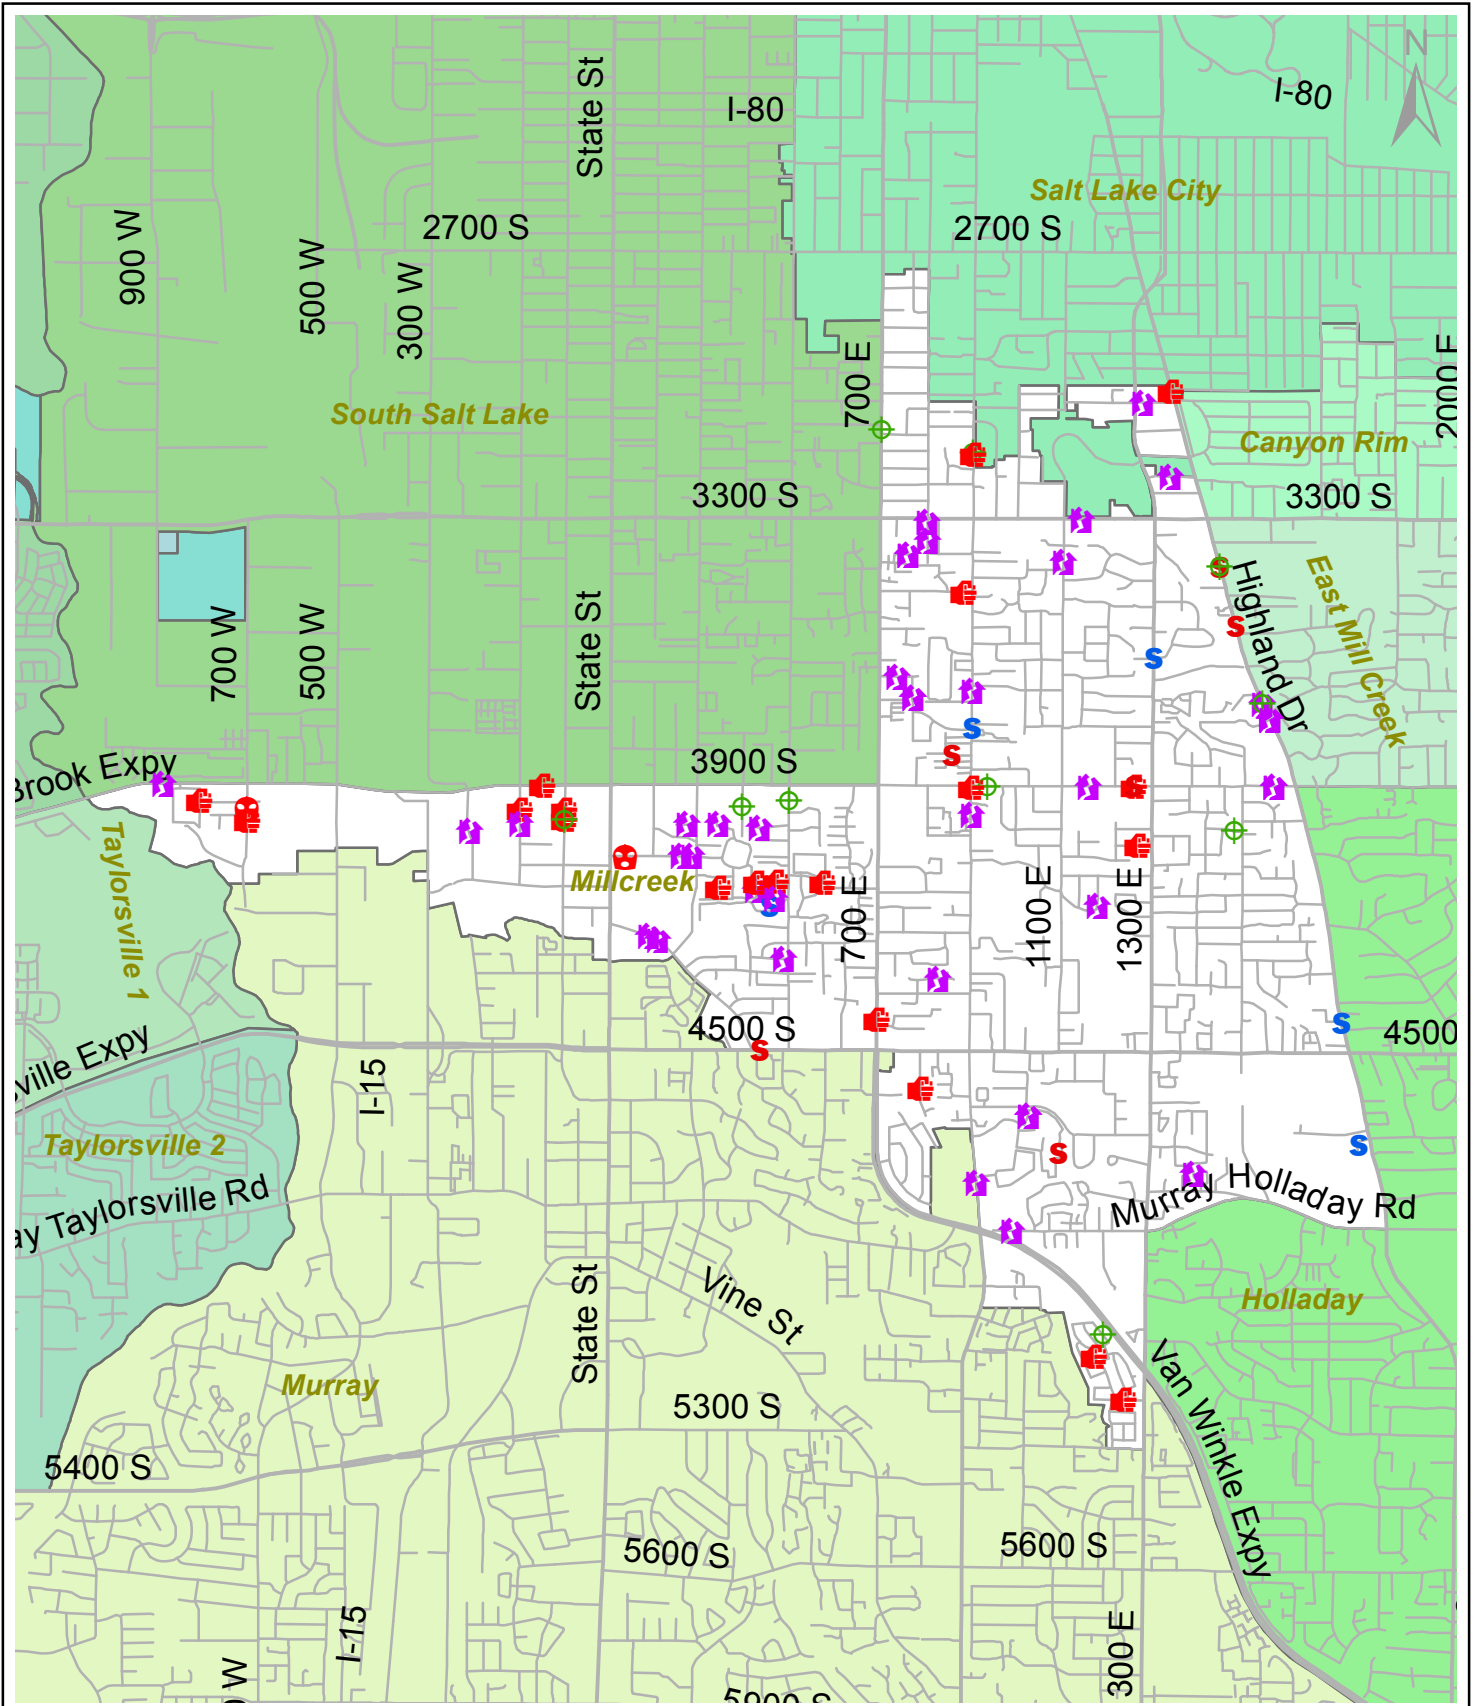 N
I-80
I-80
State St
Salt Lake City
2700 S
2700 S
900 W
500 W
300 W
700 E
2000 E
South Salt Lake
Canyon Rim
3300 S
3300 S
Highland Dr
East Mill Creek
700 W
500 W
State St
3900 S
Brook Expy
Taylorsville 1
Millcreek
700 E
1100 E
1300 E
4500 S
4500
sville Expy
I-15
Taylorsville 2
ay Taylorsville Rd
Murray Holladay Rd
State St
Vine St
Holladay
Murray
Van Winkle Expy
5300 S
5400 S
5600 S
5600 S
I-15
300 E
0 W
5900 S